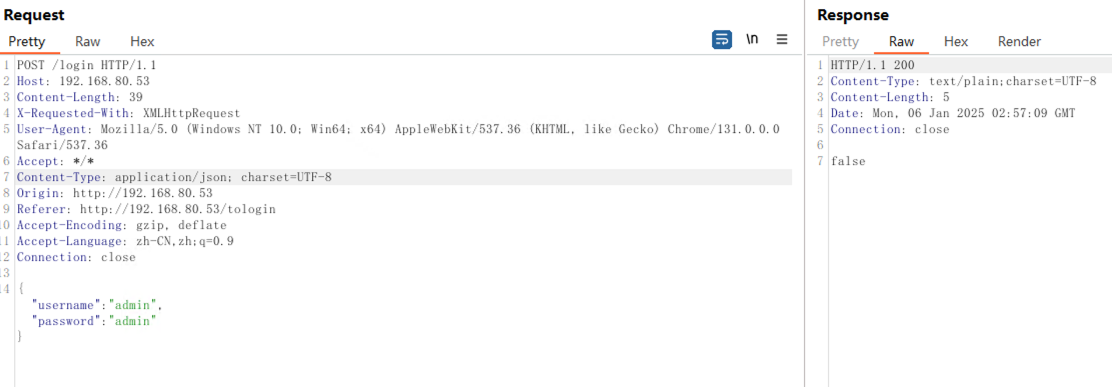 Request
Pretty Raw Hex \n
1 POST /login HTTP/1.1
2 Host: 192.168.80.53
3 Content-Length: 39
4 X-Requested-With: XMLHttpRequest
5 User-Agent: Mozilla/5.0 (Windows NT 10.0; Win64; x64) AppleWebKit/537.36 (KHTML, like Gecko) Chrome/131.0.0.0
Safari/537.36
6 Accept: */*
7 Content-Type: application/json; charset=UTF-8
8 Origin: http://192.168.80.53
9 Referer: http://192.168.80.53/tologin
10 Accept-Encoding: gzip, deflate
11 Accept-Language: zh-CN,zh;q=0.9
12 Connection: close
13
14 {
"username":"admin",
"password":"admin"
}
Response
Pretty Raw Hex Render
1 HTTP/1.1 200
2 Content-Type: text/plain;charset=UTF-8
3 Content-Length: 5
4 Date: Mon, 06 Jan 2025 02:57:09 GMT
5 Connection: close
6
7 false